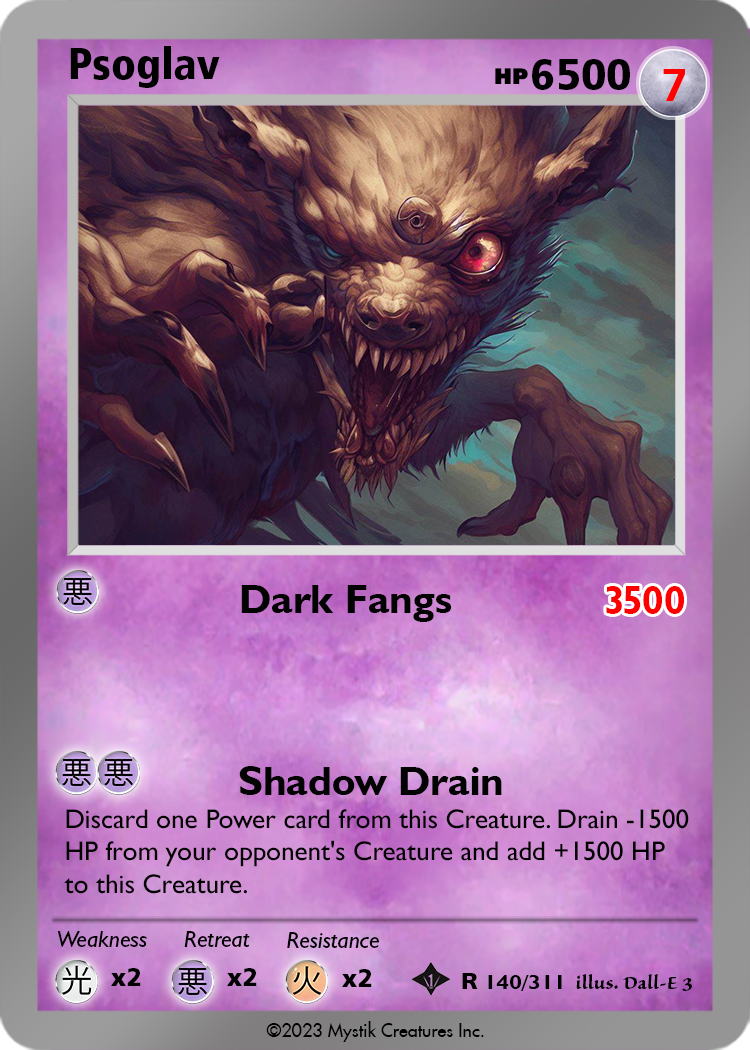 Psoglav HP6500 7
悪 Dark Fangs 3500
悪悪 Shadow Drain
Discard one Power card from this Creature. Drain -1500
HP from your opponent's Creature and add +1500 HP
to this Creature.
Weakness Retreat Resistance
光 x2 悪 x2 火 x2 1 R 140/311 illus. Dall-E 3
©2023 Mystik Creatures Inc.